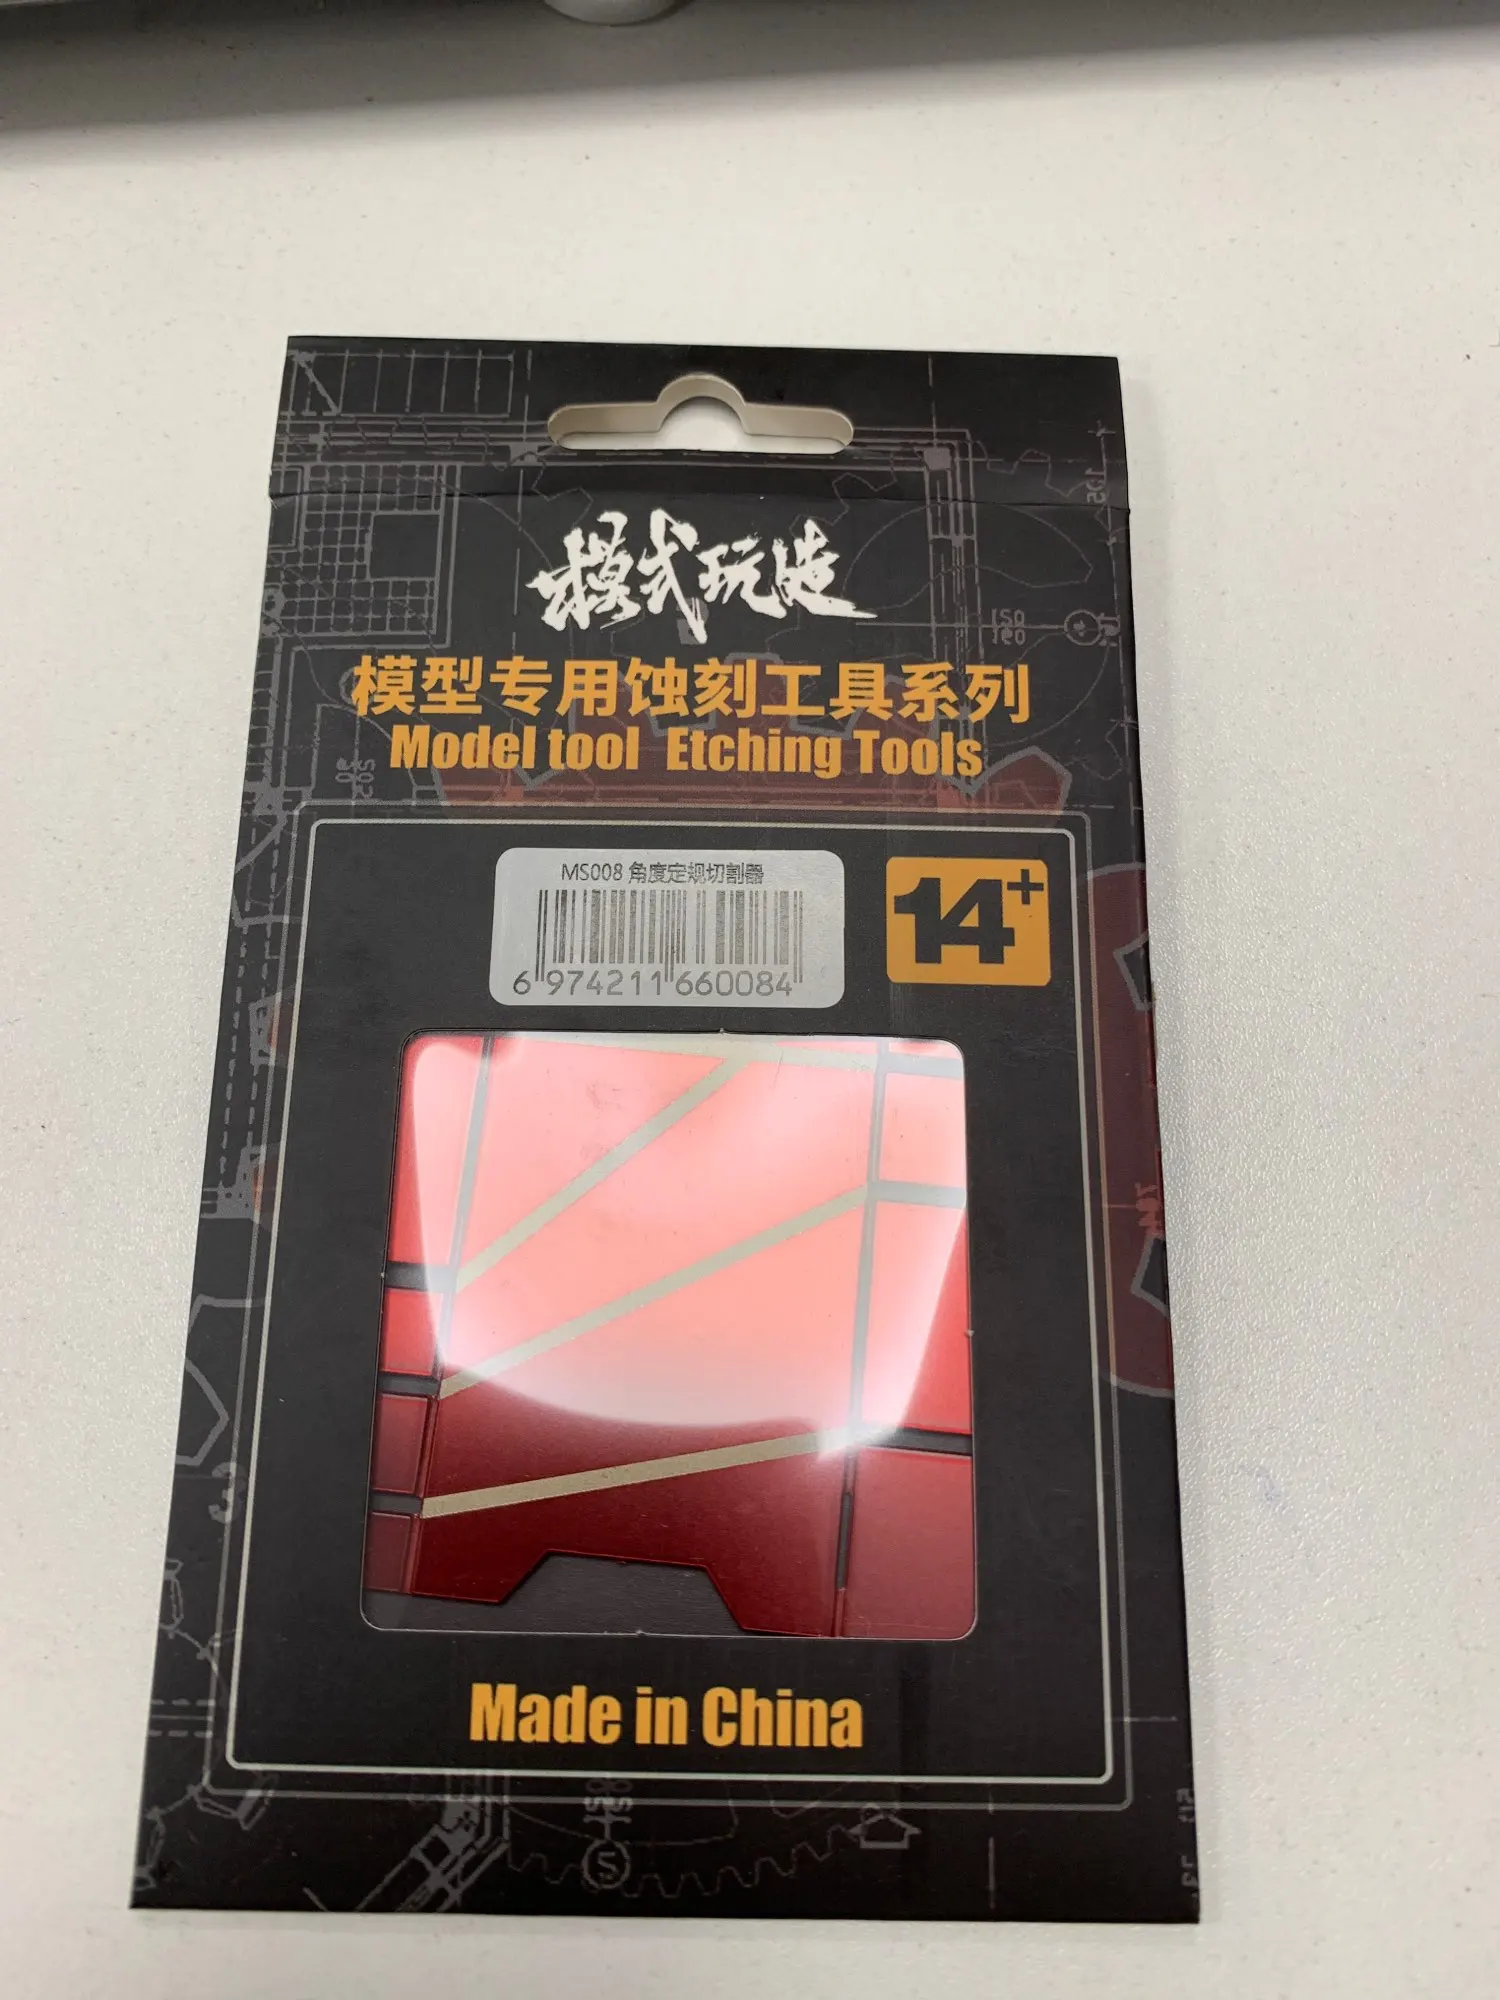 模式玩造
模型专用蚀刻工具系列
Model tool Etching Tools
MS008 角度定规切割器
14+
6 974211 660084
Made in China
5